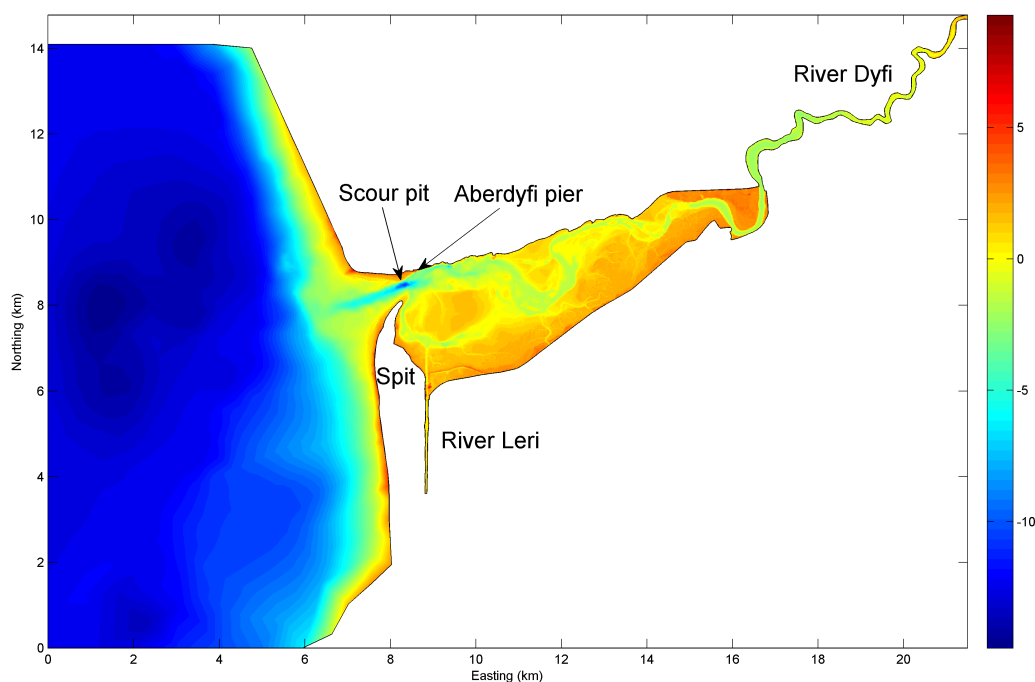 River Dyfi
Scour pit
Aberdyfi pier
Spit
River Leri
Northing (km)
14
12
10
8
6
4
2
0
0 2 4 6 8 10 12 14 16 18 20
Easting (km)
5
0
-5
-10